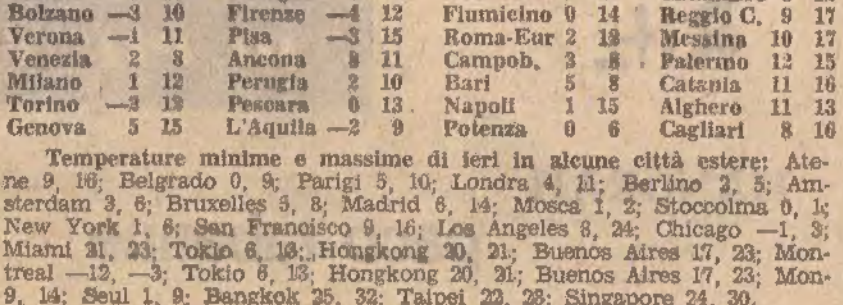 Bolzano —3 10 Firenze —4 12 Fiumicino 0 14 Reggio C. 9 17
Verona —1 11 Pisa —3 15 Roma-Eur 2 12 Messina 10 17
Venezia 2 8 Ancona 8 11 Campob. 3 8 Palermo 12 15
Milano 1 12 Perugia 2 10 Bari 5 8 Catania 11 16
Torino —3 12 Pescara 0 13 Napoli 1 15 Alghero 11 13
Genova 5 15 L'Aquila —2 9 Potenza 0 6 Cagliari 8 16
Temperature minime e massime di ieri in alcune città estere: Ate-
ne 9, 16; Belgrado 0, 9; Parigi 5, 10; Londra 4, 11; Berlino 2, 5; Am-
sterdam 3, 6; Bruxelles 5, 8; Madrid 6, 14; Mosca 1, 2; Stoccolma 0, 1;
New York 1, 6; San Francisco 9, 16; Los Angeles 8, 24; Chicago —1, 3;
Miami 21, 23; Tokio 6, 13; Hongkong 20, 21; Buenos Aires 17, 23; Mon-
treal —12, —3; Tokio 6, 13; Hongkong 20, 21; Buenos Aires 17, 23; Mon-
9, 14; Seul 1, 9; Bangkok 25, 32; Taipei 22, 28; Singapore 24, 30.